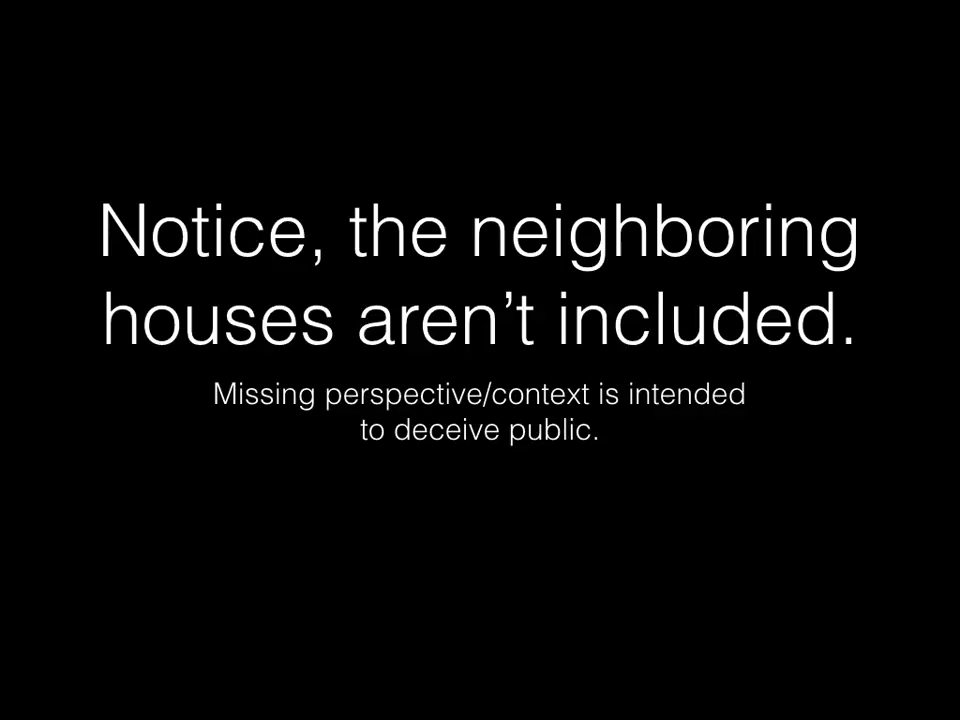 Notice, the neighboring
houses aren’t included.
Missing perspective/context is intended
to deceive public.